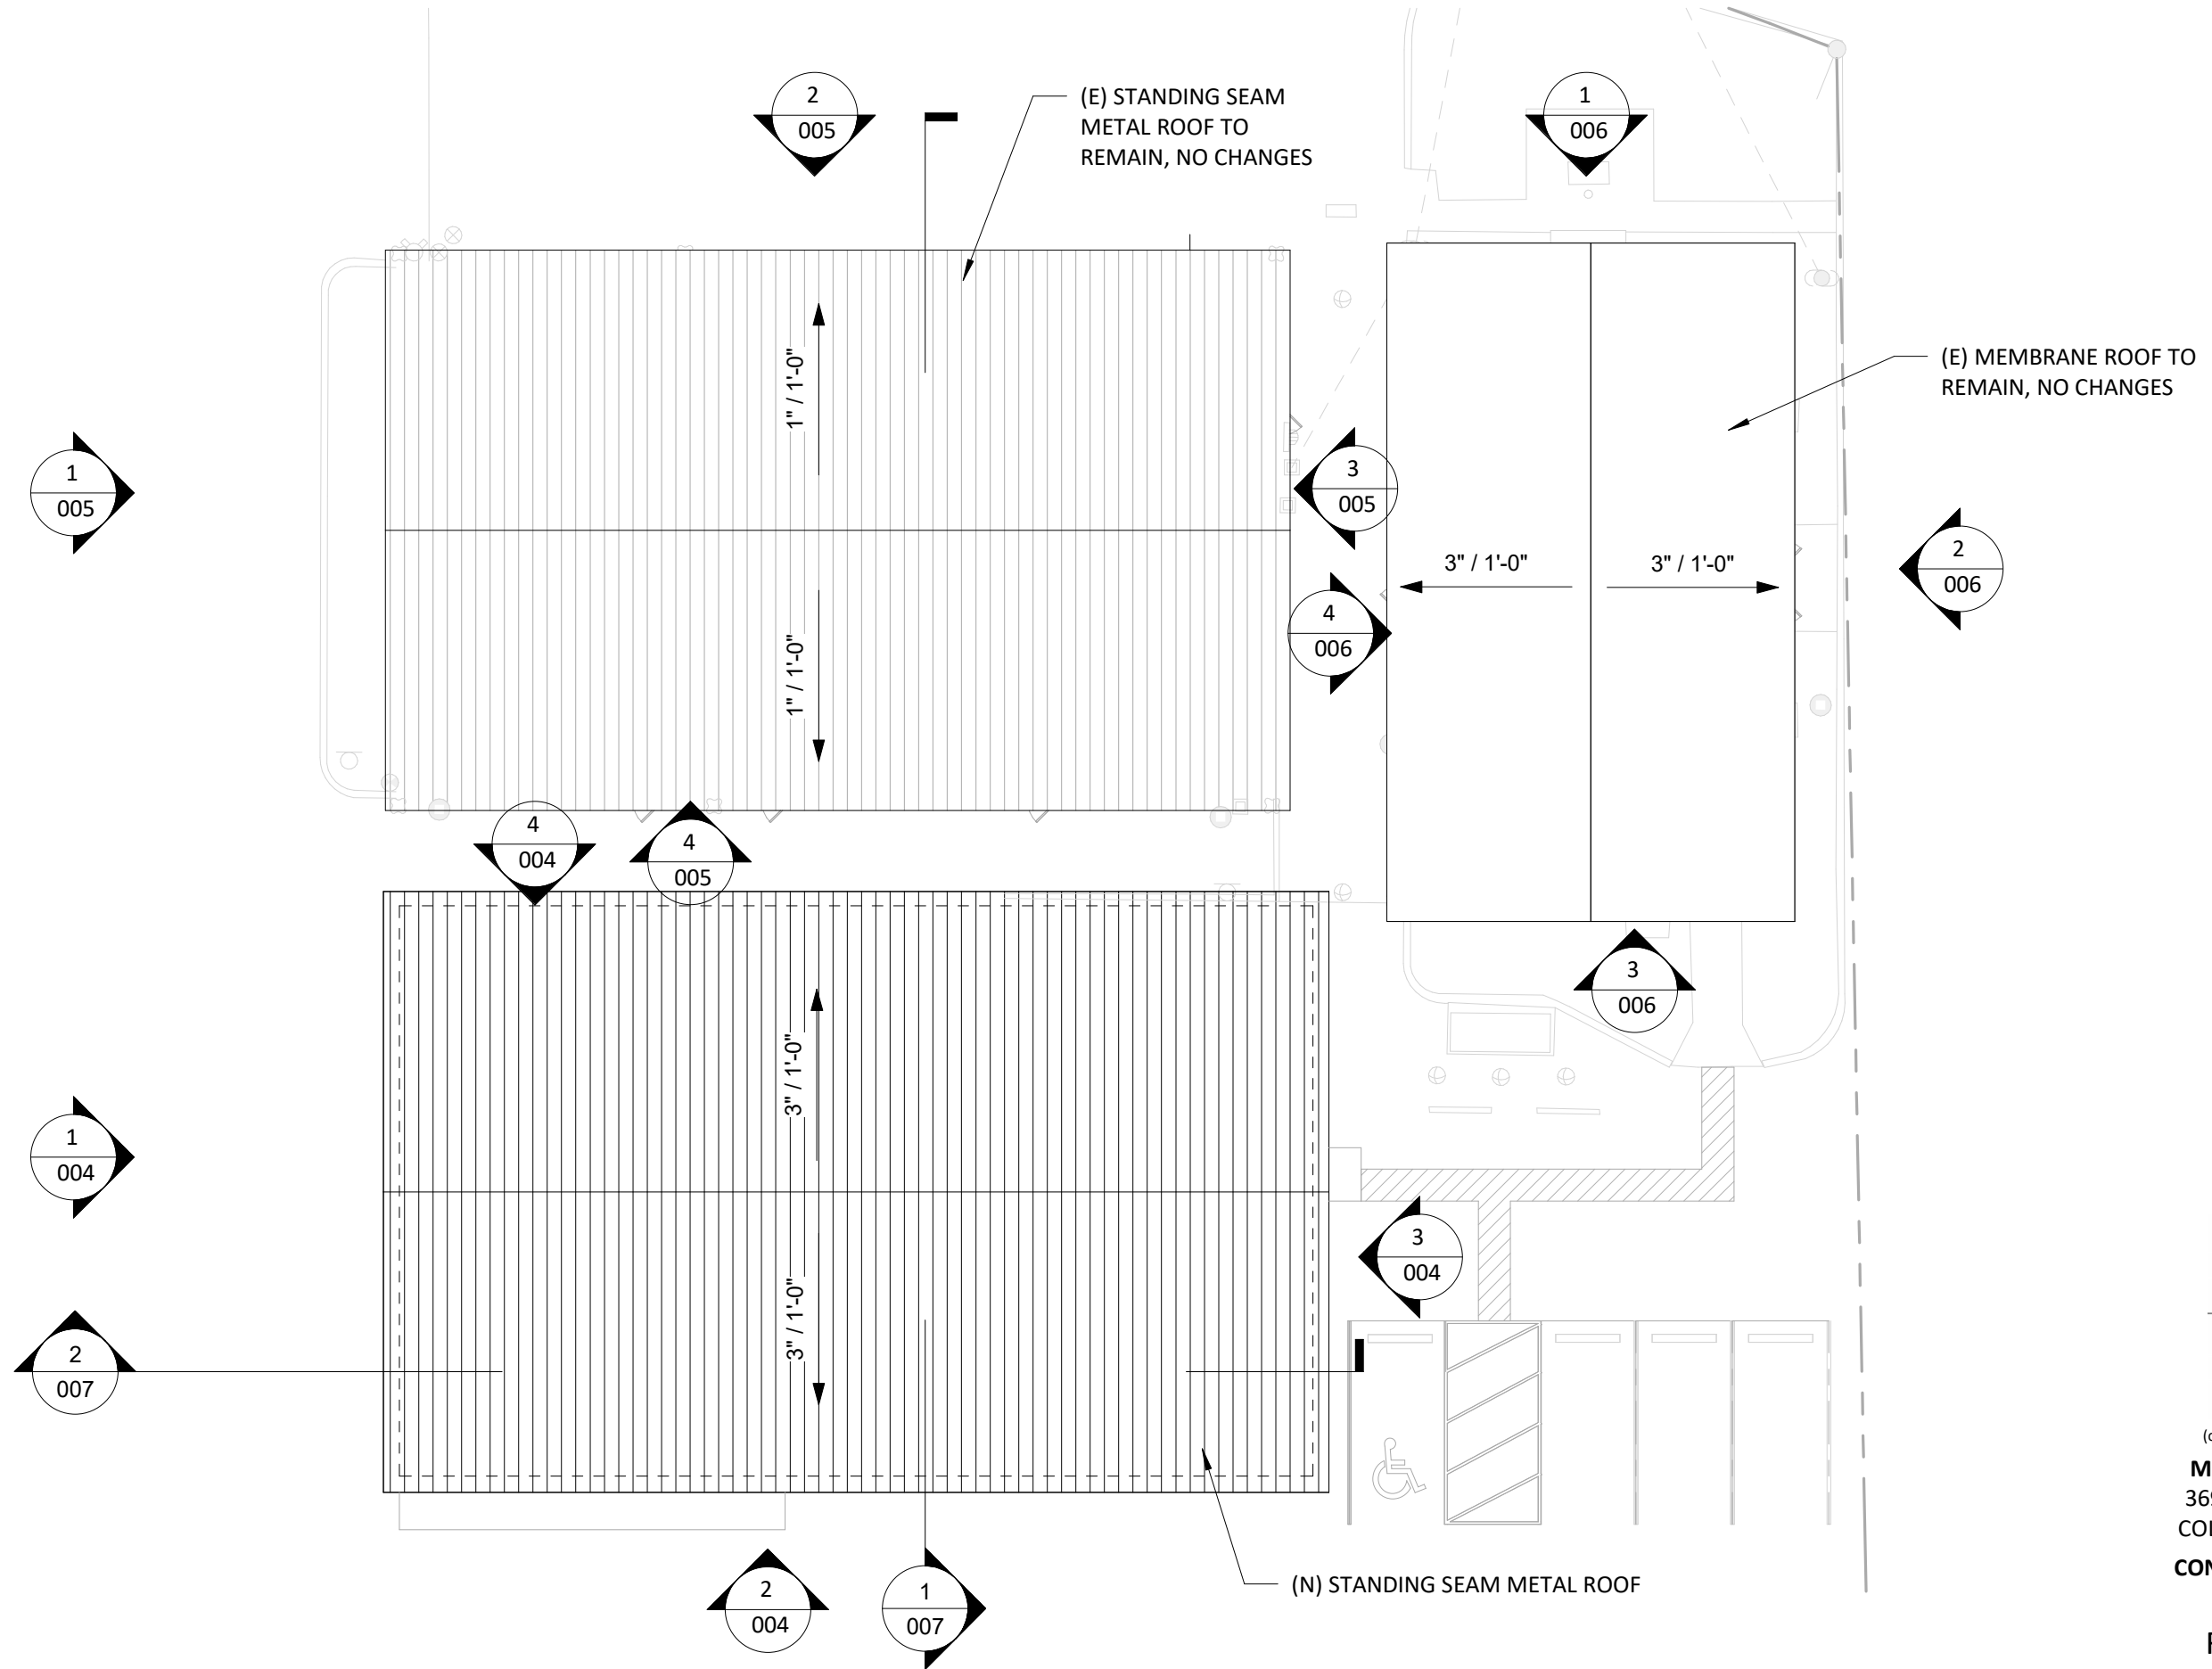 2
005
(E) STANDING SEAM
METAL ROOF TO
REMAIN, NO CHANGES
1
006
(E) MEMBRANE ROOF TO
REMAIN, NO CHANGES
1" / 1'-0"
1
005
3
005
3" / 1'-0"
3" / 1'-0"
2
006
4
006
1" / 1'-0"
4
004
4
005
3
006
3" / 1'-0"
1
004
3
004
3" / 1'-0"
2
007
(N) STANDING SEAM METAL ROOF
2
004
1
007